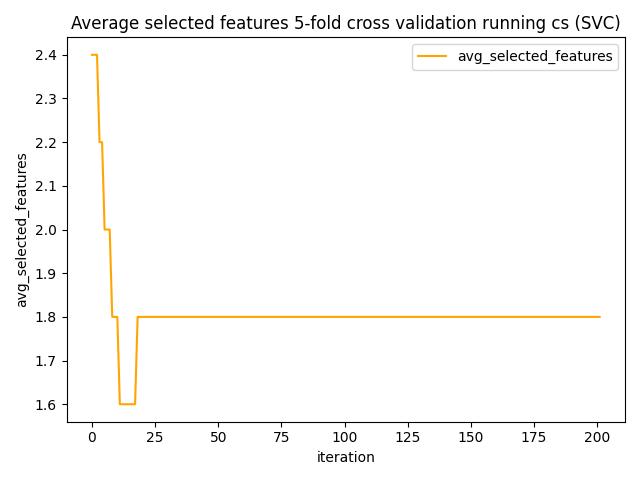 Average selected features 5-fold cross validation running cs (SVC)
avg_selected_features
2.4
2.3
2.2
2.1
2.0
1.9
1.8
1.7
1.6
avg_selected_features
0 25 50 75 100 125 150 175 200
iteration